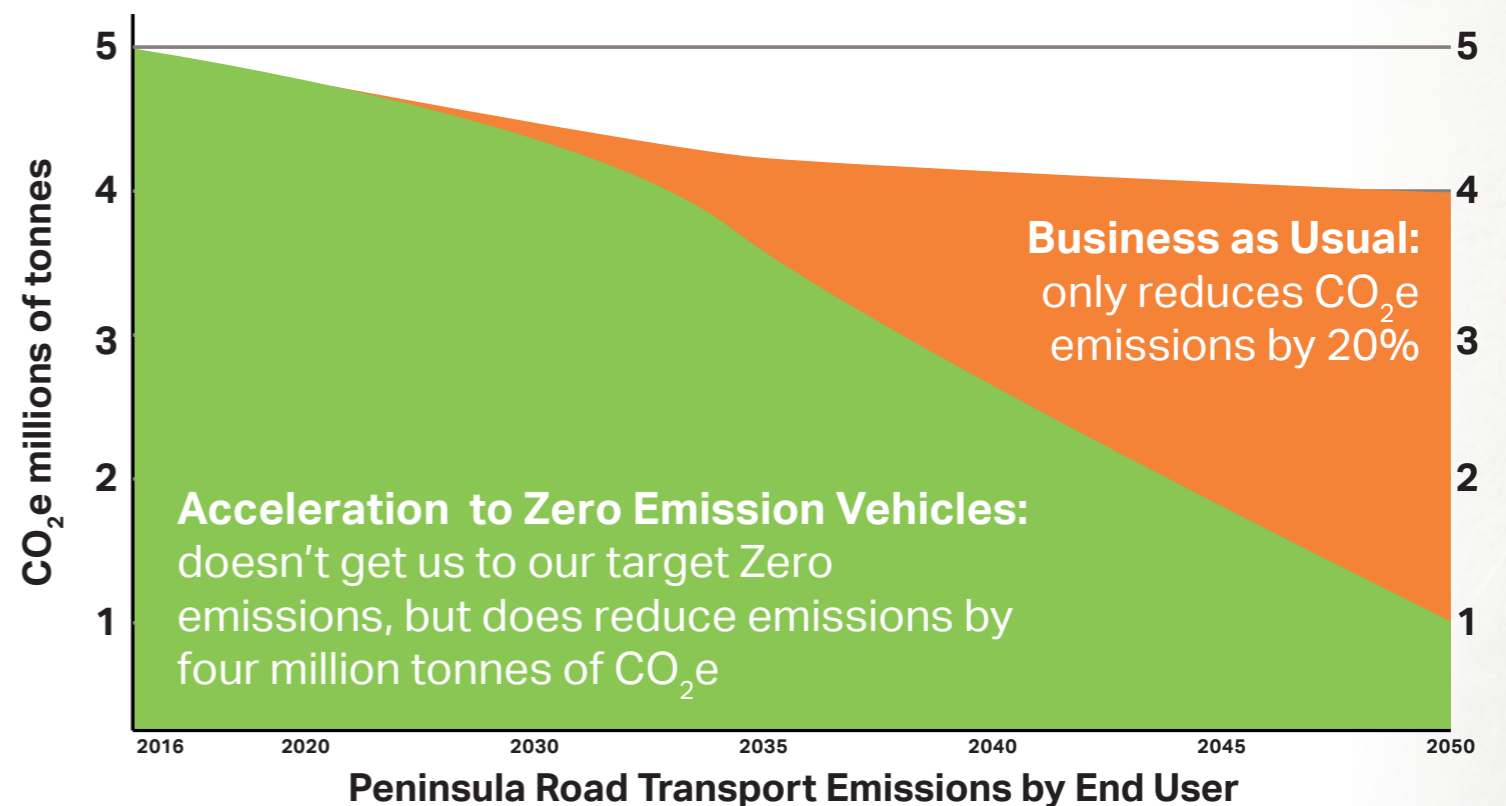 5
5
CO₂e millions of tonnes
4
4
Business as Usual:
only reduces CO₂e
emissions by 20%
3
3
2
2
Acceleration to Zero Emission Vehicles:
doesn't get us to our target Zero
emissions, but does reduce emissions by
four million tonnes of CO₂e
1
1
2016 2020 2030 2035 2040 2045 2050
Peninsula Road Transport Emissions by End User